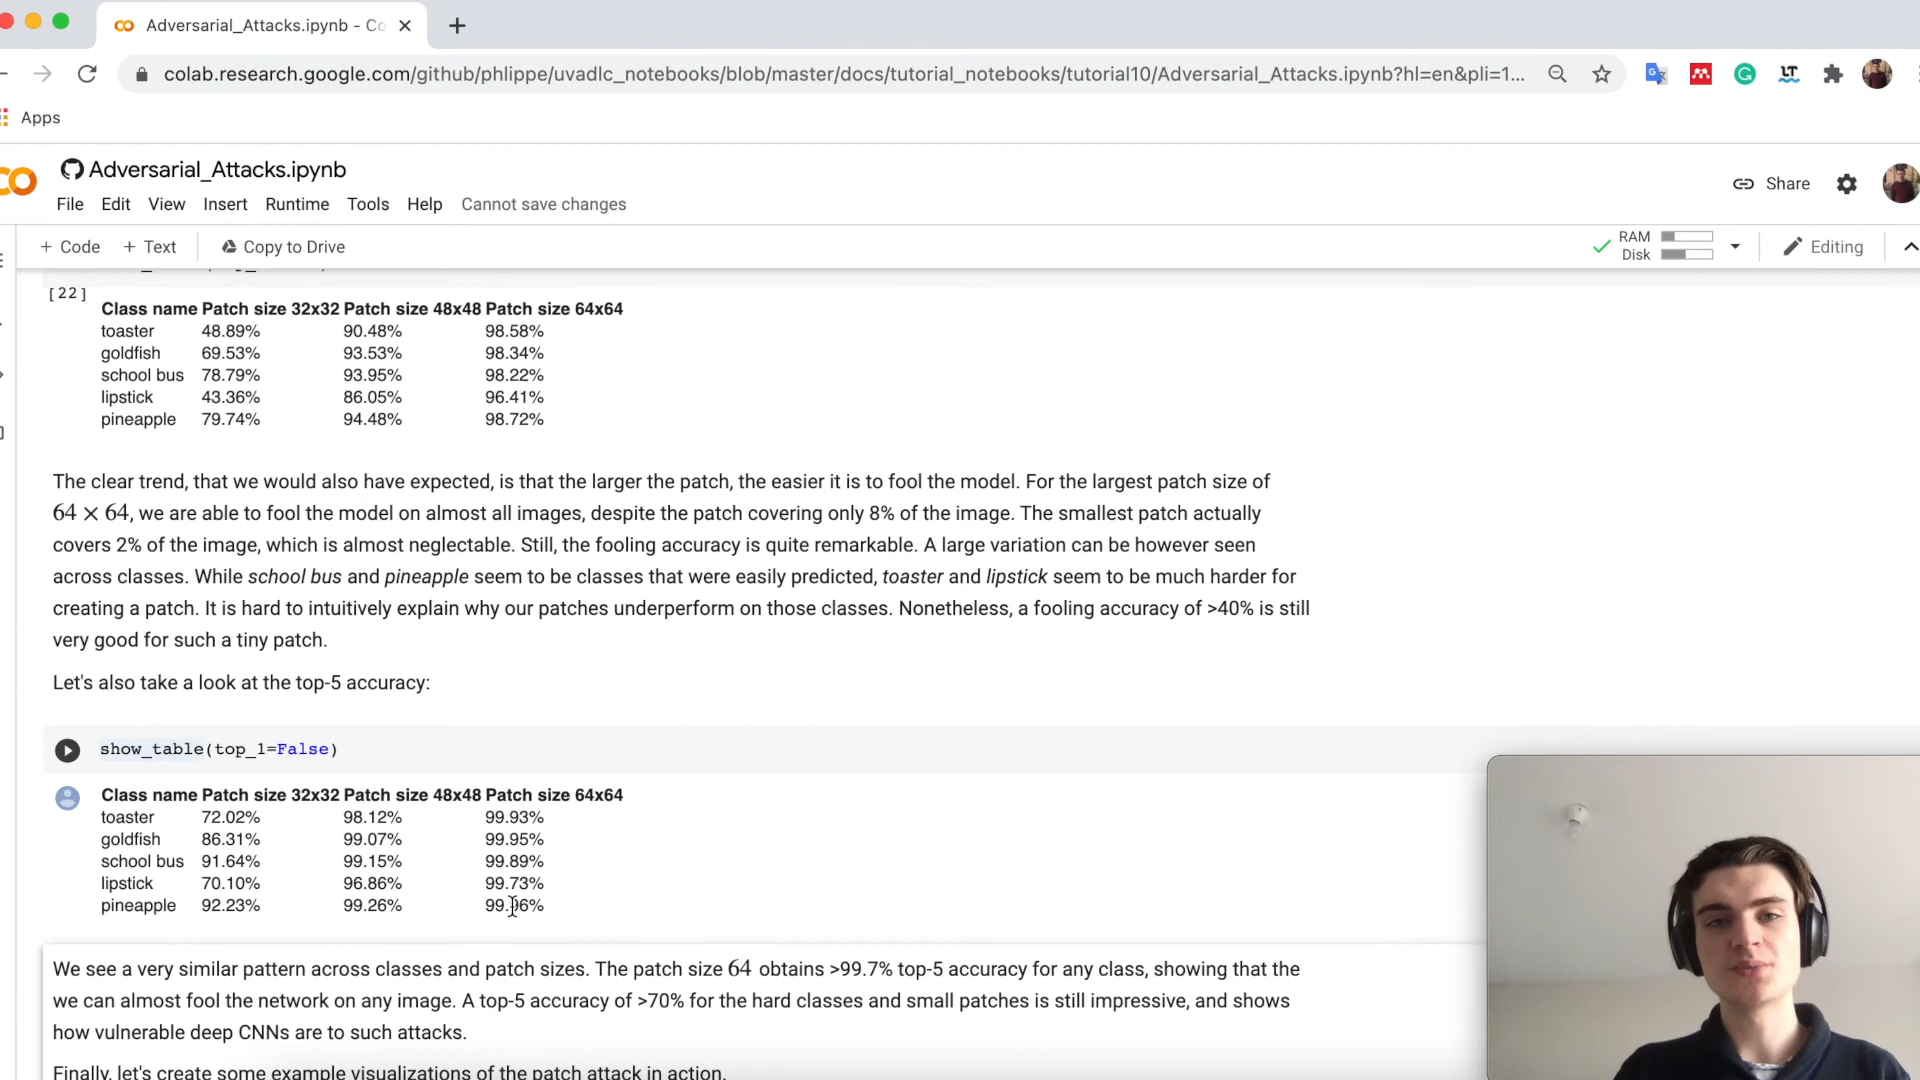 Adversarial_Attacks.ipynb - Co
colab.research.google.com/github/phlippe/uvadlc_notebooks/blob/master/docs/tutorial_notebooks/tutorial10/Adversarial_Attacks.ipynb?hl=en&pli=1...
Apps
Adversarial_Attacks.ipynb
Share
File Edit View Insert Runtime Tools Help Cannot save changes
+ Code + Text Copy to Drive
RAM
Disk
Editing
[22]
Class name Patch size 32x32 Patch size 48x48 Patch size 64x64
toaster 48.89% 90.48% 98.58%
goldfish 69.53% 93.53% 98.34%
school bus 78.79% 93.95% 98.22%
lipstick 43.36% 86.05% 96.41%
pineapple 79.74% 94.48% 98.72%
The clear trend, that we would also have expected, is that the larger the patch, the easier it is to fool the model. For the largest patch size of
64 × 64, we are able to fool the model on almost all images, despite the patch covering only 8% of the image. The smallest patch actually
covers 2% of the image, which is almost neglectable. Still, the fooling accuracy is quite remarkable. A large variation can be however seen
across classes. While school bus and pineapple seem to be classes that were easily predicted, toaster and lipstick seem to be much harder for
creating a patch. It is hard to intuitively explain why our patches underperform on those classes. Nonetheless, a fooling accuracy of >40% is still
very good for such a tiny patch.
Let's also take a look at the top-5 accuracy:
show_table(top_1=False)
Class name Patch size 32x32 Patch size 48x48 Patch size 64x64
toaster 72.02% 98.12% 99.93%
goldfish 86.31% 99.07% 99.95%
school bus 91.64% 99.15% 99.89%
lipstick 70.10% 96.86% 99.73%
pineapple 92.23% 99.26%
We see a very similar pattern across classes and patch sizes. The patch size 64 obtains >99.7% top-5 accuracy for any class, showing that the
we can almost fool the network on any image. A top-5 accuracy of >70% for the hard classes and small patches is still impressive, and shows
how vulnerable deep CNNs are to such attacks.
Finally, let's create some example visualizations of the patch attack in action.